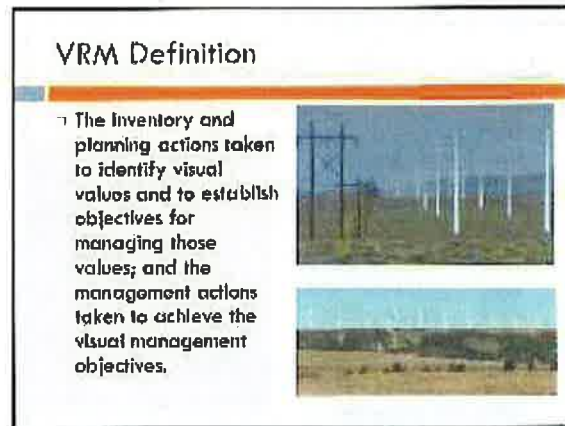 VRM Definition
The inventory and
planning actions taken
to identify visual
values and to establish
objectives for
managing those
values; and the
management actions
taken to achieve the
visual management
objectives.